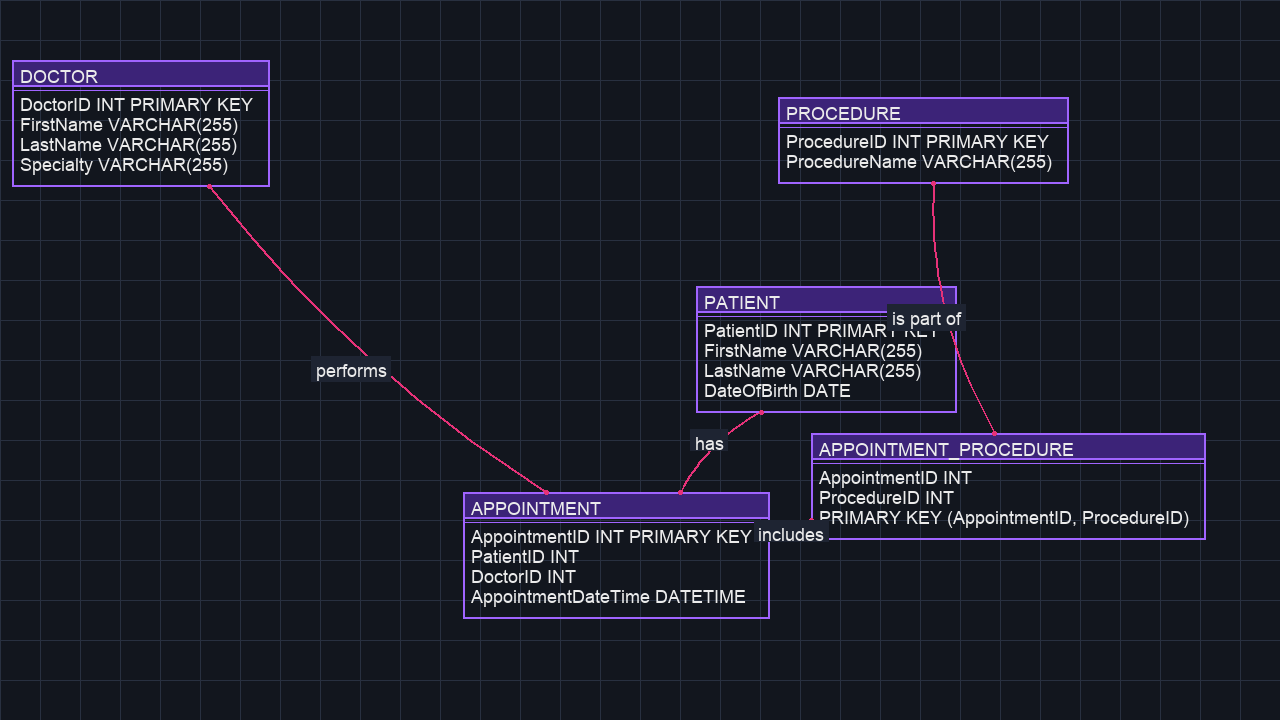 DOCTOR
DoctorID INT PRIMARY KEY
FirstName VARCHAR(255)
LastName VARCHAR(255)
Specialty VARCHAR(255)
PROCEDURE
ProcedureID INT PRIMARY KEY
ProcedureName VARCHAR(255)
PATIENT
PatientID INT PRIMARY KEY
FirstName VARCHAR(255)
LastName VARCHAR(255)
DateOfBirth DATE
is part of
performs
has
APPOINTMENT_PROCEDURE
AppointmentID INT
ProcedureID INT
PRIMARY KEY (AppointmentID, ProcedureID)
APPOINTMENT
AppointmentID INT PRIMARY KEY
PatientID INT
DoctorID INT
AppointmentDateTime DATETIME
includes